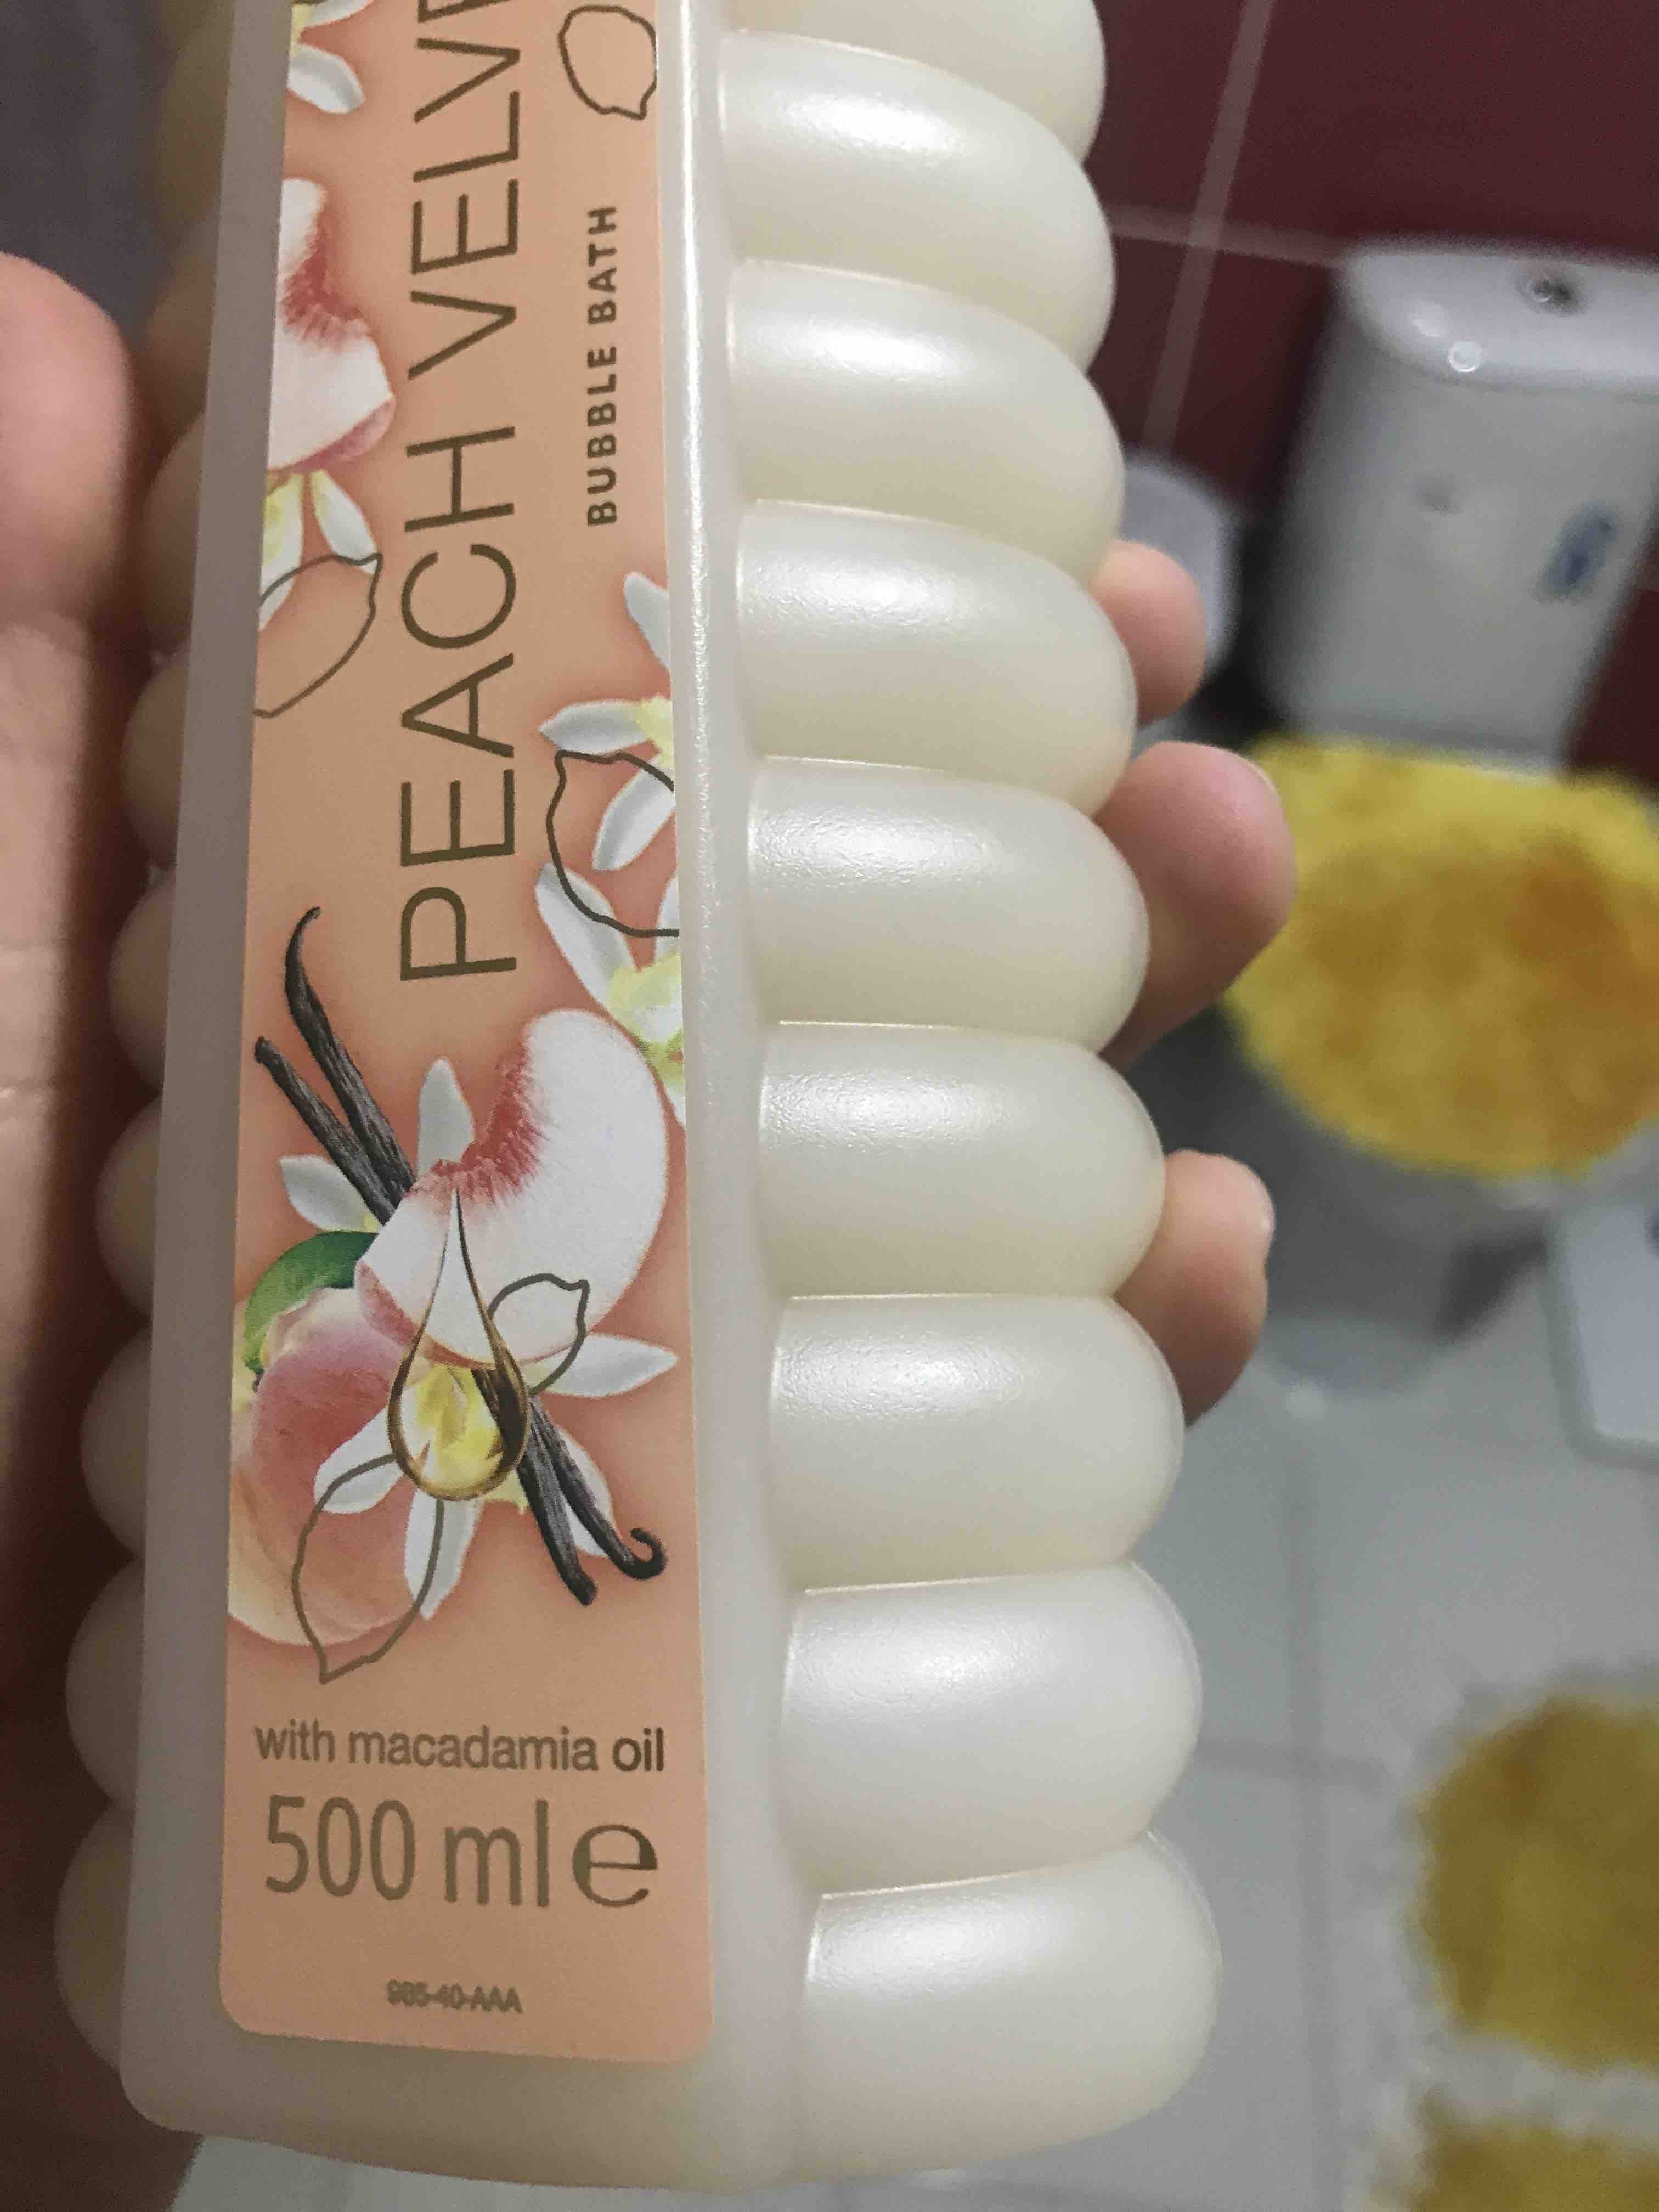 PEACH VELV
BUBBLE BATH
with macadamia oil
500 ml e
985-40-AAA